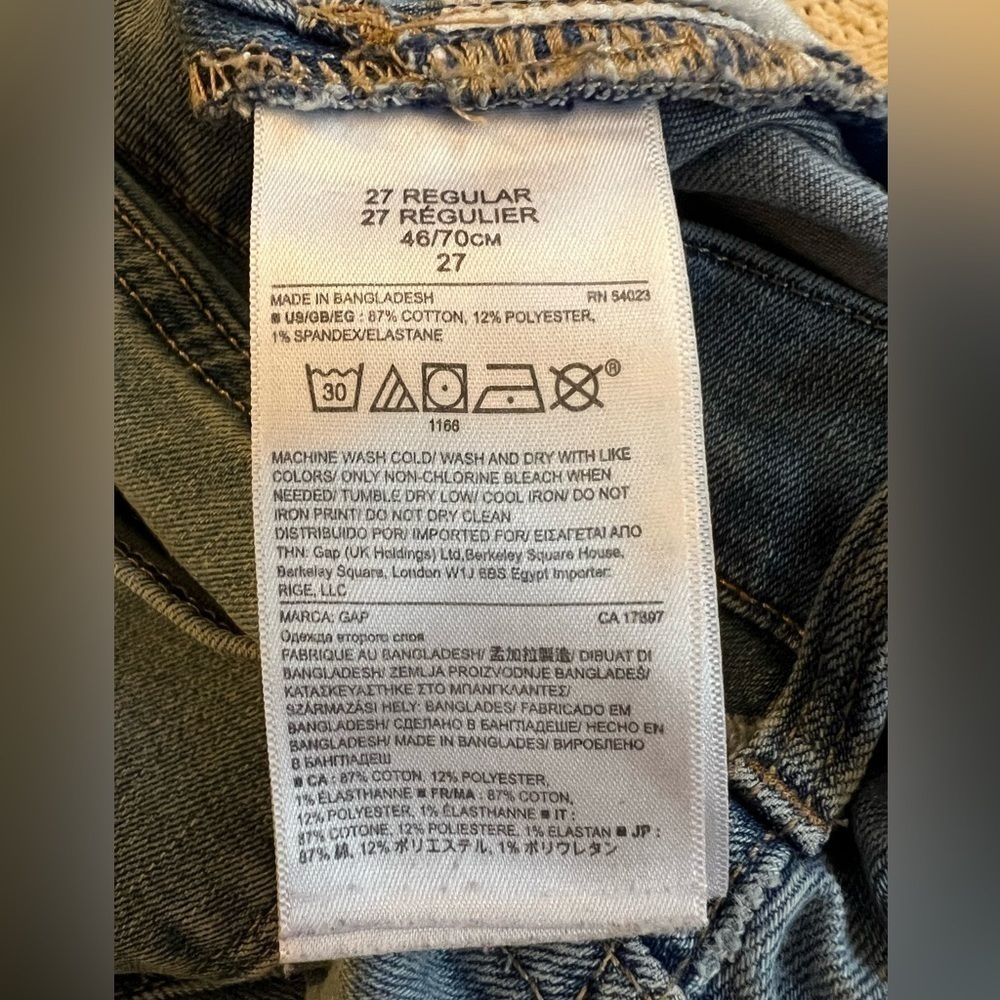 27 REGULAR
27 RÉGULIER
46/70CM
27
MADE IN BANGLADESH RN 54023
■ US/GB/EG : 87% COTTON, 12% POLYESTER,
1% SPANDEX/ELASTANE
30 ®
1166
MACHINE WASH COLD/ WASH AND DRY WITH LIKE
COLORS/ ONLY NON-CHLORINE BLEACH WHEN
NEEDED/ TUMBLE DRY LOW/ COOL IRON/ DO NOT
IRON PRINT/ DO NOT DRY CLEAN
DISTRIBUIDO POR/ IMPORTED FOR/ ΕΙΣΑΓΕΤΑΙ ΑΠΟ
ΤΗΝ: Gap (UK Holdings) Ltd,Berkeley Square House,
Berkeley Square, London W1J 6BS Egypt Importer:
RIGE, LLC
MARCA: GAP CA 17897
Одежда второго слоя
FABRIQUE AU BANGLADESH/ 孟加拉製造/ DIBUAT DI
BANGLADESH/ ZEMLJA PROIZVODNJE BANGLADEŠ/
ΚΑΤΑΣΚΕΥΑΣΤΗΚΕ ΣΤΟ ΜΠΑΝΓΚΛΑΝΤΕΣ/
SZÁRMAZÁSI HELY: BANGLADES/ FABRICADO EM
BANGLADESH/ СДЕЛАНО В БАНГЛАДЕШЕ/ HECHO EN
BANGLADESH/ MADE IN BANGLADES/ ВИРОБЛЕНО
В БАНГЛАДЕШ
■ CA : 87% COTON, 12% POLYESTER,
1% ÉLASTHANNE ■ FR/MA : 87% COTON,
12% POLYESTER, 1% ÉLASTHANNE ■ IT :
87% COTONE, 12% POLIESTERE, 1% ELASTAN ■ JP :
87% 綿, 12% ポリエステル, 1% ポリウレタン